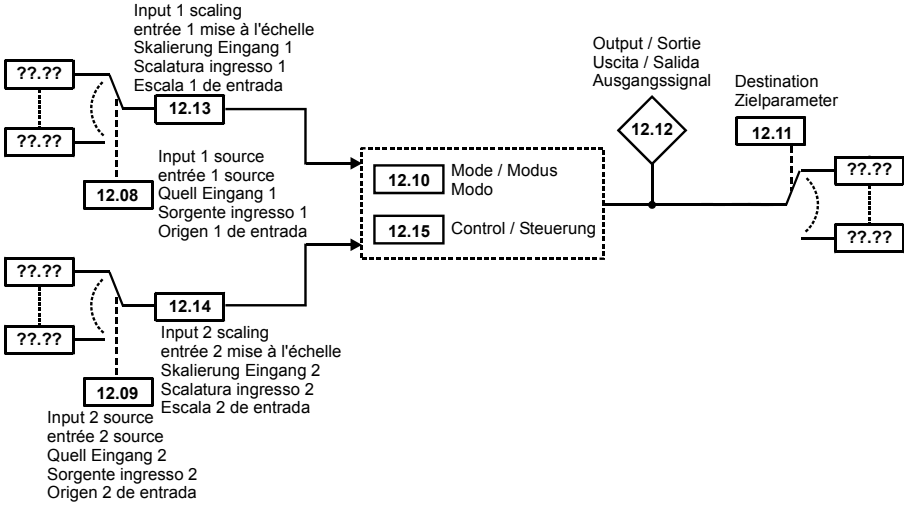 Input 1 scaling
entrée 1 mise à l'échelle
Skalierung Eingang 1
Scalatura ingresso 1
Escala 1 de entrada
??.??
12.13
??.??
12.08
Input 1 source
entrée 1 source
Quell Eingang 1
Sorgente ingresso 1
Origen 1 de entrada
??.??
12.14
??.??
12.09
Input 2 scaling
entrée 2 mise à l'échelle
Skalierung Eingang 2
Scalatura ingresso 2
Escala 2 de entrada
Input 2 source
entrée 2 source
Quell Eingang 2
Sorgente ingresso 2
Origen 2 de entrada
12.10
Mode / Modus
Modo
12.15
Control / Steuerung
Output / Sortie
Uscita / Salida
Ausgangssignal
12.12
Destination
Zielparameter
12.11
??.??
??.??